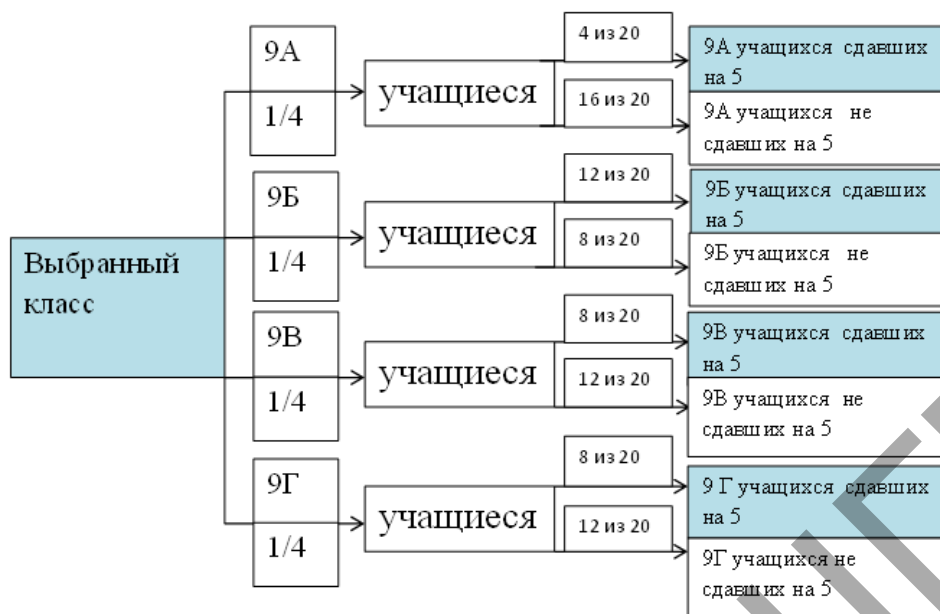 9А
1/4
учащиеся
4 из 20
16 из 20
9А учащихся сдавших
на 5
9А учащихся не
сдавших на 5
9Б
1/4
учащиеся
12 из 20
8 из 20
9Б учащихся сдавших
на 5
9Б учащихся не
сдавших на 5
Выбранный
класс
9В
1/4
учащиеся
8 из 20
12 из 20
9В учащихся сдавших
на 5
9В учащихся не
сдавших на 5
9Г
1/4
учащиеся
8 из 20
12 из 20
9 Г учащихся сдавших
на 5
9Г учащихся не
сдавших на 5